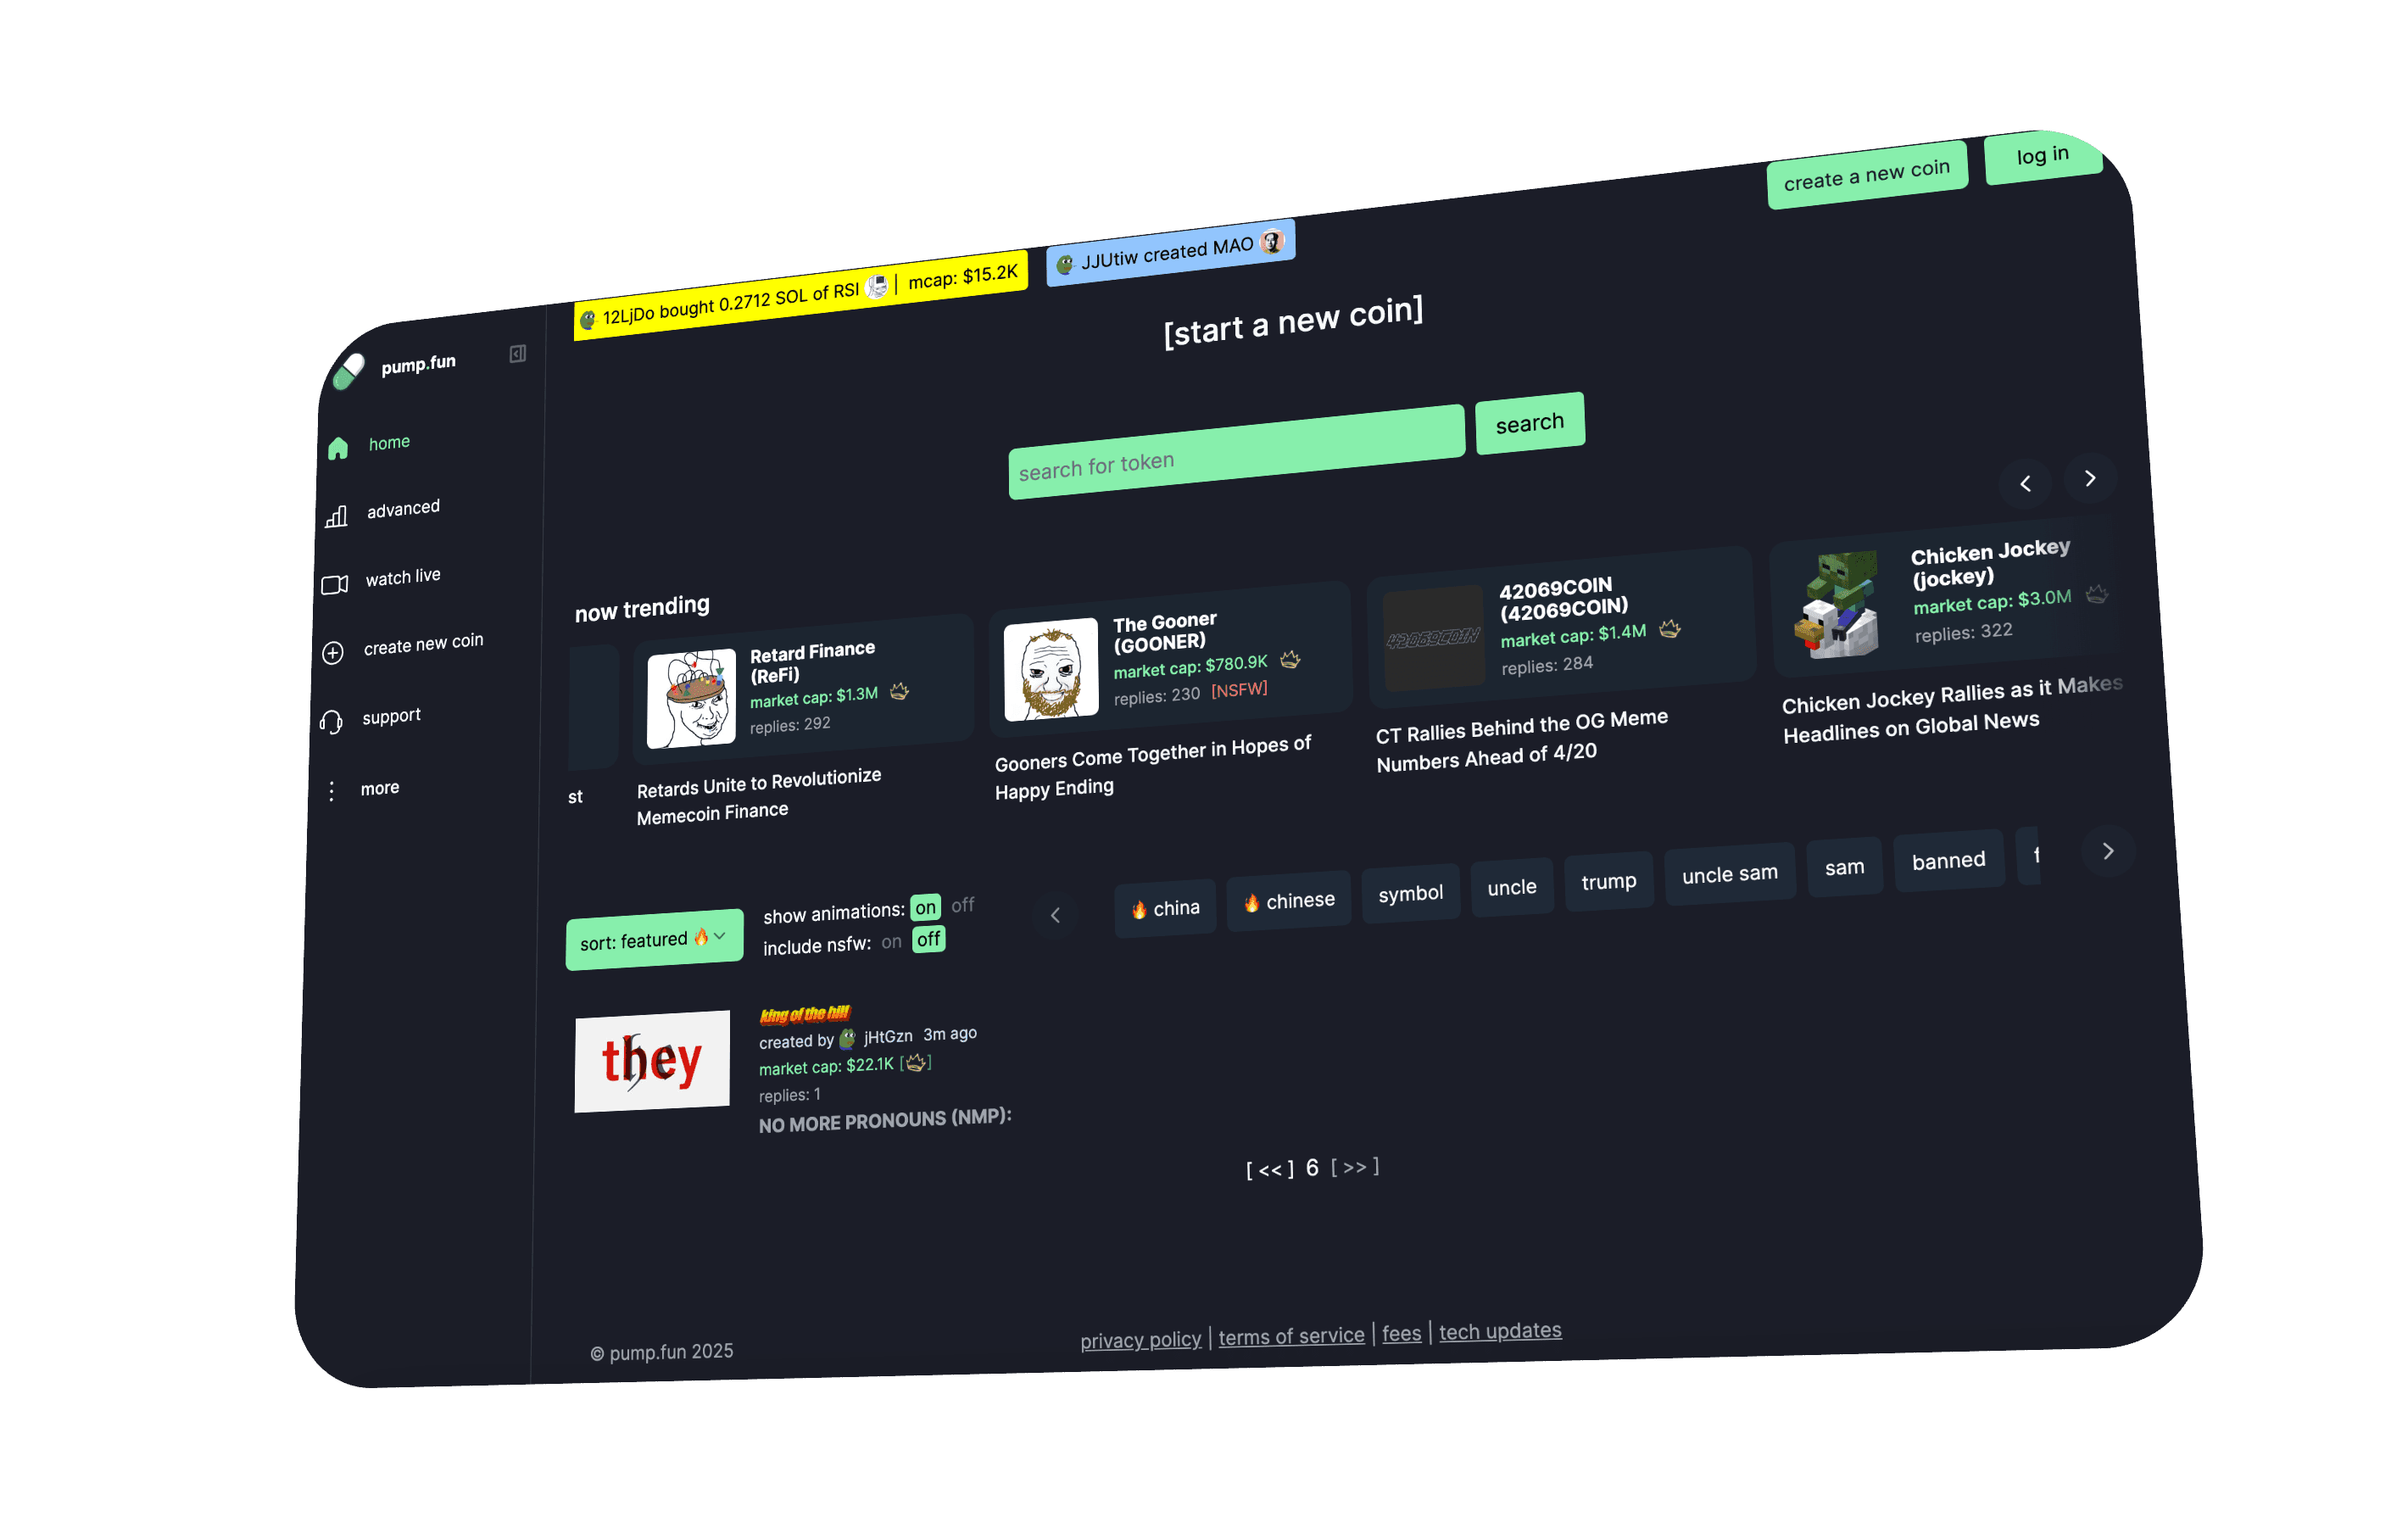 create a new coin
log in
12LjDo bought 0.2712 SOL of RSI | mcap: $15.2K
JJUtiw created MAO
pump.fun
home
advanced
watch live
create new coin
support
more
[start a new coin]
search for token
search
now trending
st
Retard Finance
(ReFi)
market cap: $1.3M
replies: 292
Retards Unite to Revolutionize
Memecoin Finance
The Gooner
(GOONER)
market cap: $780.9K
replies: 230 [NSFW]
Gooners Come Together in Hopes of
Happy Ending
42069COIN
42069COIN
(42069COIN)
market cap: $1.4M
replies: 284
CT Rallies Behind the OG Meme
Numbers Ahead of 4/20
Chicken Jockey
(jockey)
market cap: $3.0M
replies: 322
Chicken Jockey Rallies as it Makes
Headlines on Global News
sort: featured 🔥
show animations: on off
include nsfw: on off
🔥 china
🔥 chinese
symbol
uncle
trump
uncle sam
sam
banned
f
they
king of the hill
created by jHtGzn 3m ago
market cap: $22.1K []
replies: 1
NO MORE PRONOUNS (NMP):
[ << ] 6 [ >> ]
© pump.fun 2025
privacy policy | terms of service | fees | tech updates